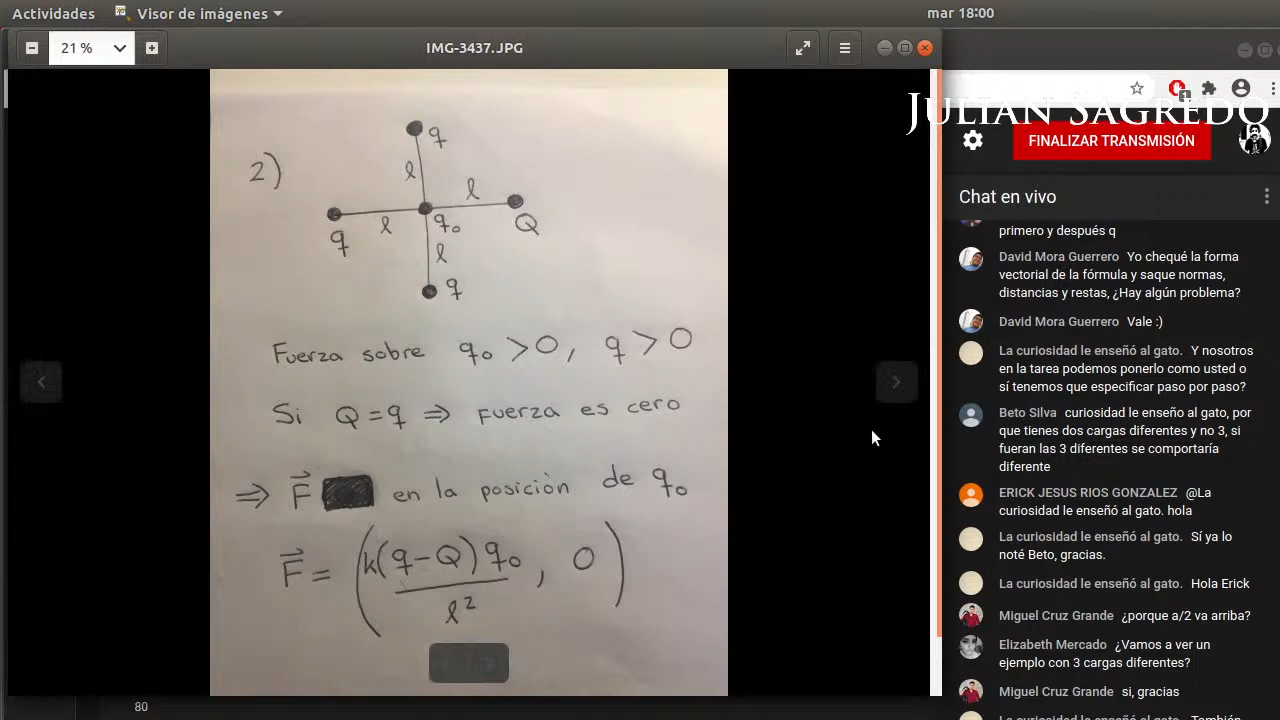 Actividades
Visor de imágenes
mar 18:00
21 %
IMG-3437.JPG
JULIAN SAGREDO
FINALIZAR TRANSMISIÓN
Chat en vivo
2)
q
l
l
q
l
q₀
Q
l
q
Fuerza sobre q₀ > 0, q > 0
Si Q = q ⇒ Fuerza es cero
⇒ F⃗ en la posición de q₀
F⃗ = (k(q-Q)q₀ / l², 0)
primero y después q
David Mora Guerrero Yo chequé la forma
vectorial de la fórmula y saque normas,
distancias y restas, ¿Hay algún problema?
David Mora Guerrero Vale :)
La curiosidad le enseñó al gato. Y nosotros
en la tarea podemos ponerlo como usted o
sí tenemos que especificar paso por paso?
Beto Silva curiosidad le enseño al gato, por
que tienes dos cargas diferentes y no 3, si
fueran las 3 diferentes se comportaría
diferente
ERICK JESUS RIOS GONZALEZ @La
curiosidad le enseñó al gato. hola
La curiosidad le enseñó al gato. Sí ya lo
noté Beto, gracias.
La curiosidad le enseñó al gato. Hola Erick
Miguel Cruz Grande ¿porque a/2 va arriba?
Elizabeth Mercado ¿Vamos a ver un
ejemplo con 3 cargas diferentes?
Miguel Cruz Grande si, gracias
La curiosidad le enseñó al gato. También
80